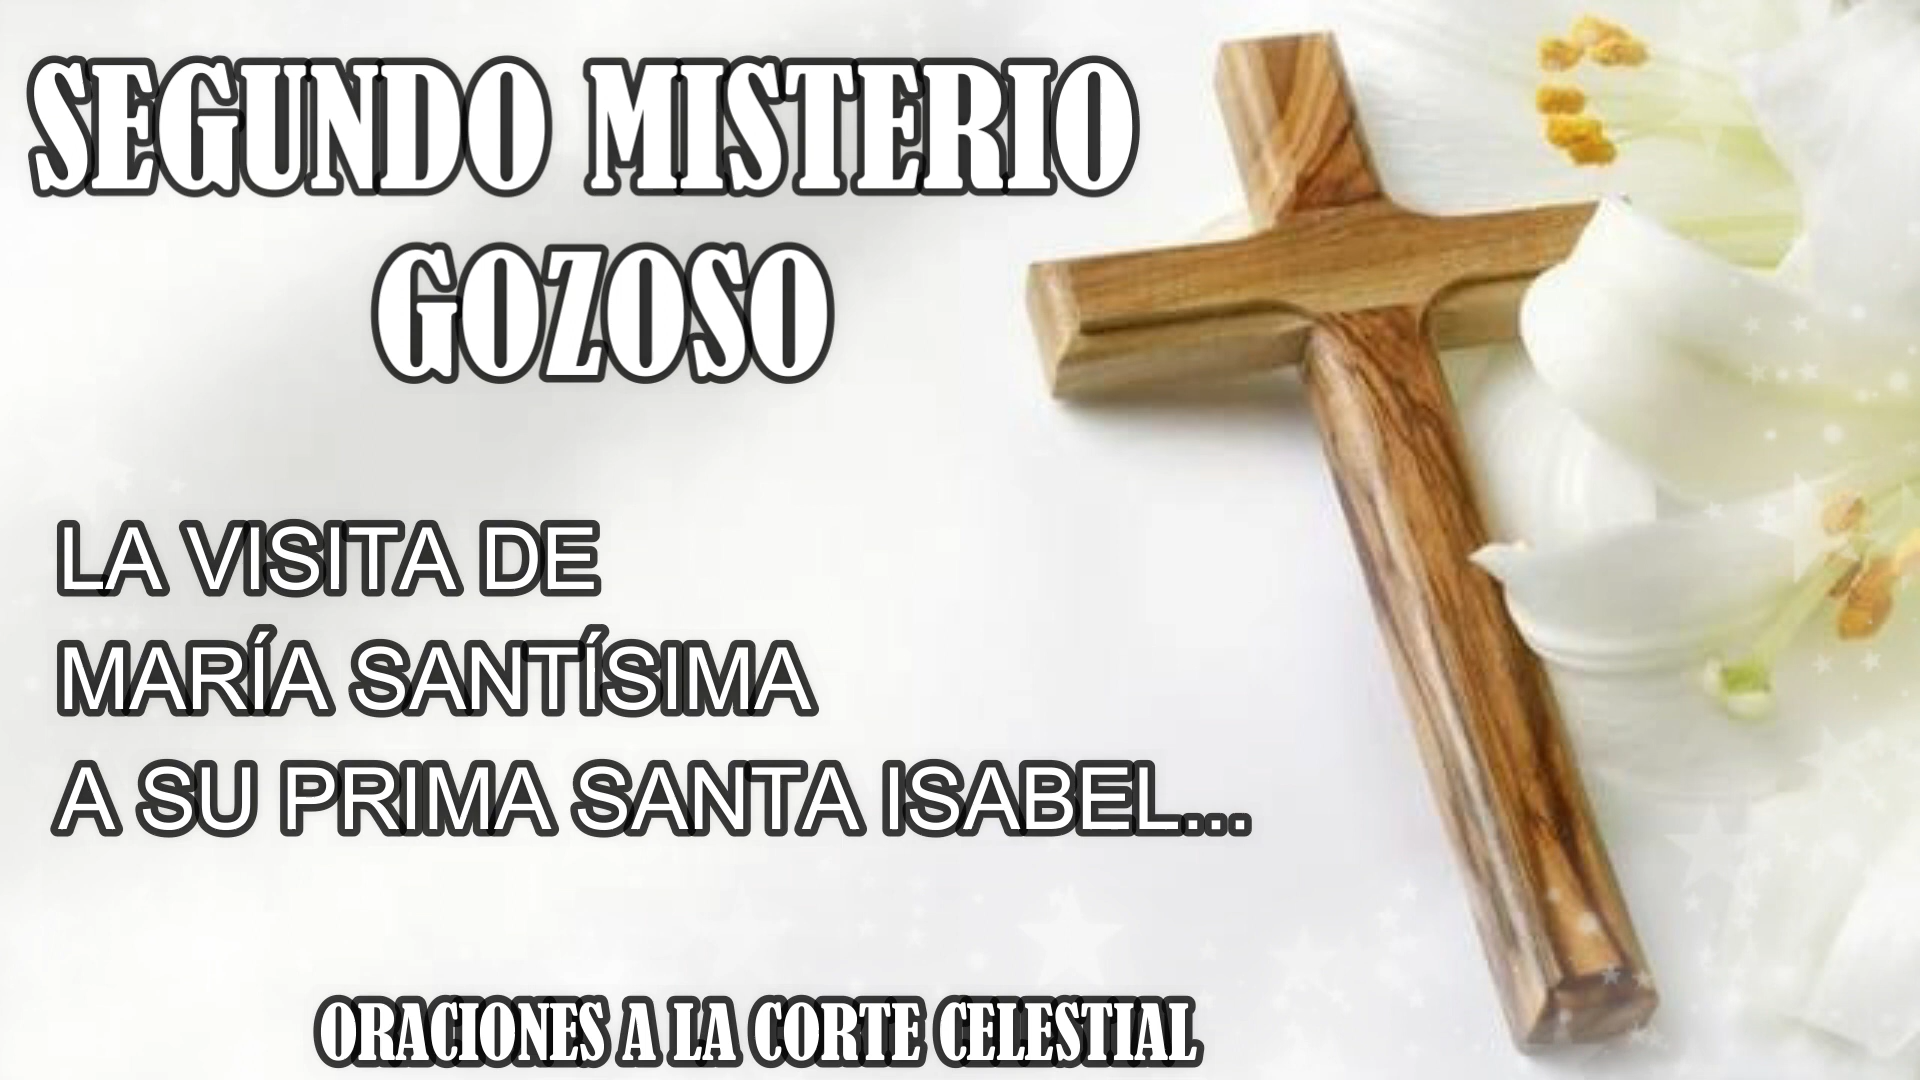 SEGUNDO MISTERIO
GOZOSO
LA VISITA DE
MARÍA SANTÍSIMA
A SU PRIMA SANTA ISABEL...
ORACIONES A LA CORTE CELESTIAL